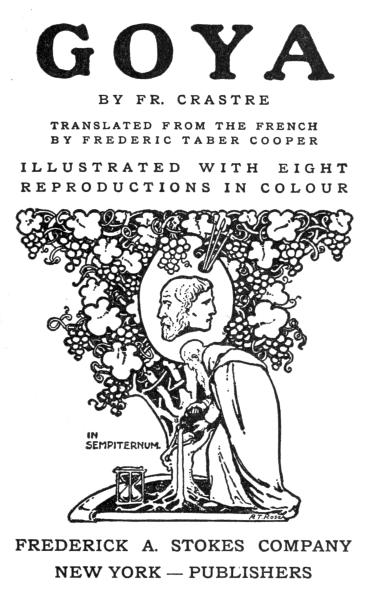 GOYA
BY FR. CRASTRE
TRANSLATED FROM THE FRENCH
BY FREDERIC TABER COOPER
ILLUSTRATED WITH EIGHT
REPRODUCTIONS IN COLOUR
IN
SEMPITERNUM.
FREDERICK A. STOKES COMPANY
NEW YORK — PUBLISHERS